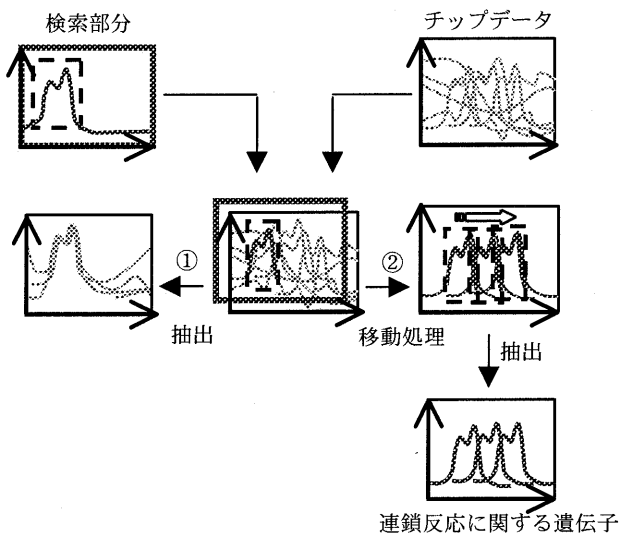 検索部分
チップデータ
①
②
抽出
移動処理
抽出
連鎖反応に関する遺伝子